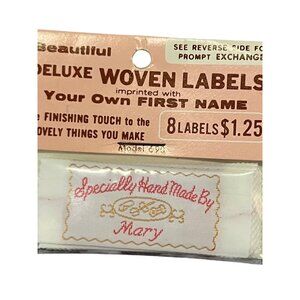 Beautiful
SEE REVERSE SIDE FOR
PROMPT EXCHANGE
DELUXE WOVEN LABELS
imprinted with
Your Own FIRST NAME
FINISHING TOUCH to the
LOVELY THINGS YOU MAKE
8 LABELS $1.25
Model
Specially Hand Made By
Mary